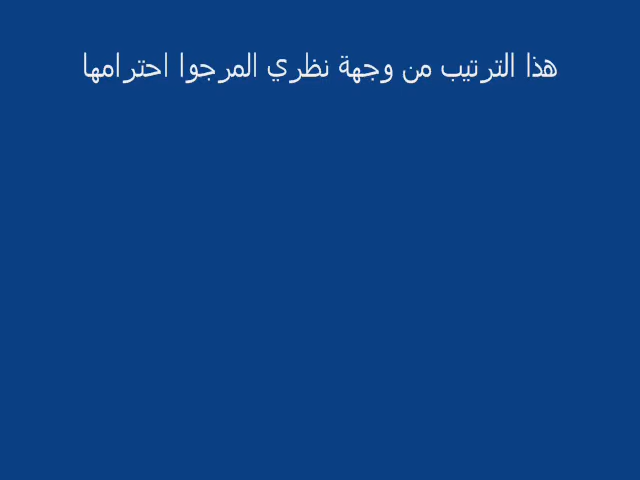 هذا الترتيب من وجهة نظري المرجوا احترامها